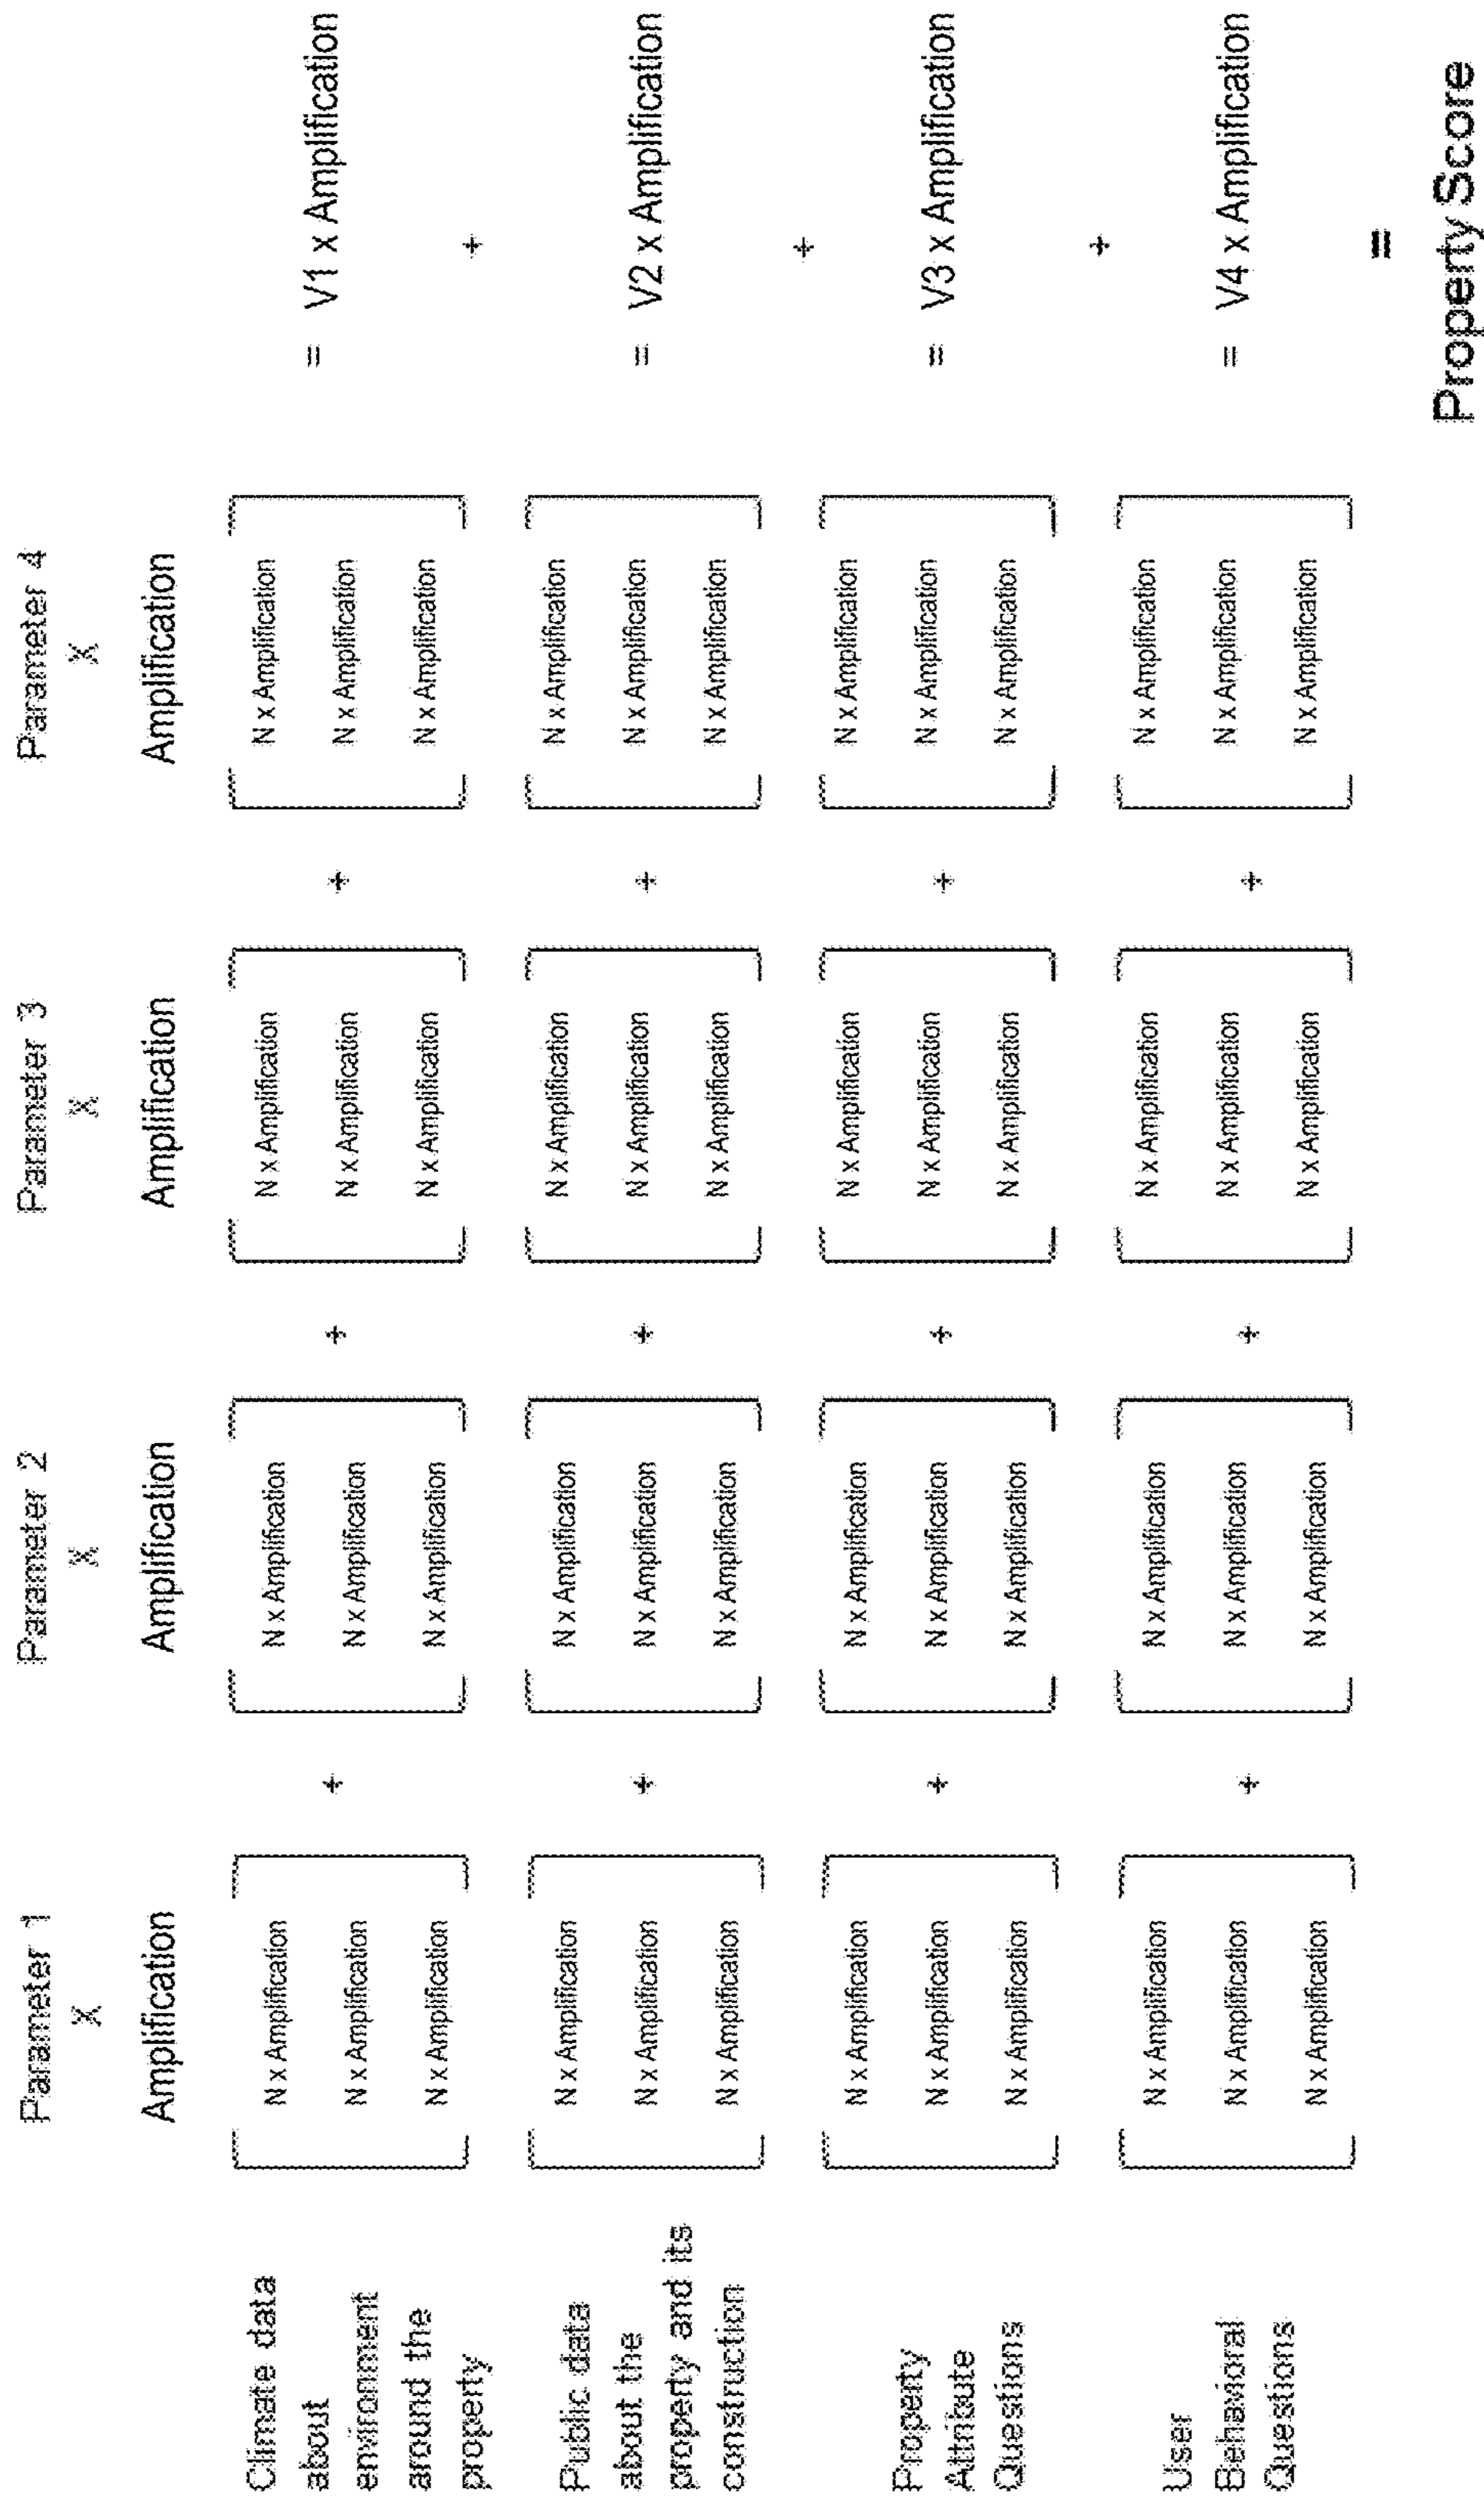 Parameter 1 Parameter 2 Parameter 3 Parameter 4
X X X X
Amplification Amplification Amplification Amplification
Climate data
about
environment
around the
property
N x Amplification N x Amplification N x Amplification N x Amplification
N x Amplification + N x Amplification + N x Amplification + N x Amplification = V1 x Amplification
N x Amplification N x Amplification N x Amplification N x Amplification
+
Public data
about the
property and its
construction
N x Amplification N x Amplification N x Amplification N x Amplification
N x Amplification + N x Amplification + N x Amplification + N x Amplification = V2 x Amplification
N x Amplification N x Amplification N x Amplification N x Amplification
+
Property
Attribute
Questions
N x Amplification N x Amplification N x Amplification N x Amplification
N x Amplification + N x Amplification + N x Amplification + N x Amplification = V3 x Amplification
N x Amplification N x Amplification N x Amplification N x Amplification
+
User
Behavioral
Questions
N x Amplification N x Amplification N x Amplification N x Amplification
N x Amplification + N x Amplification + N x Amplification + N x Amplification = V4 x Amplification
N x Amplification N x Amplification N x Amplification N x Amplification
=
Property Score